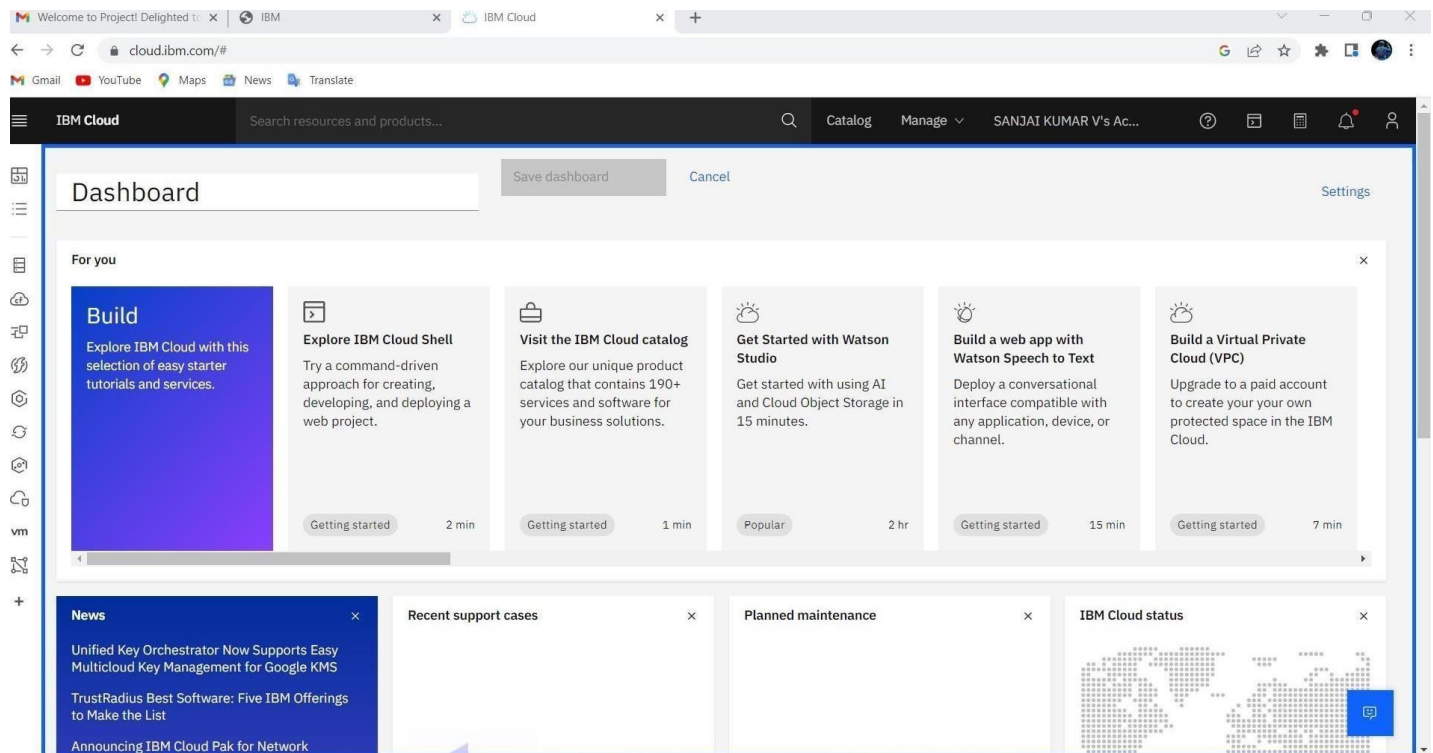 Welcome to Project! Delighted to
IBM
IBM Cloud
cloud.ibm.com/#
Gmail
YouTube
Maps
News
Translate
IBM Cloud
Search resources and products...
Catalog
Manage
SANJAI KUMAR V's Ac...
Dashboard
Save dashboard
Cancel
Settings
For you
Build
Explore IBM Cloud with this
selection of easy starter
tutorials and services.
Explore IBM Cloud Shell
Try a command-driven
approach for creating,
developing, and deploying a
web project.
Getting started
2 min
Visit the IBM Cloud catalog
Explore our unique product
catalog that contains 190+
services and software for
your business solutions.
Getting started
1 min
Get Started with Watson
Studio
Get started with using AI
and Cloud Object Storage in
15 minutes.
Popular
2 hr
Build a web app with
Watson Speech to Text
Deploy a conversational
interface compatible with
any application, device, or
channel.
Getting started
15 min
Build a Virtual Private
Cloud (VPC)
Upgrade to a paid account
to create your your own
protected space in the IBM
Cloud.
Getting started
7 min
vm
News
Unified Key Orchestrator Now Supports Easy
Multicloud Key Management for Google KMS
TrustRadius Best Software: Five IBM Offerings
to Make the List
Announcing IBM Cloud Pak for Network
Recent support cases
Planned maintenance
IBM Cloud status